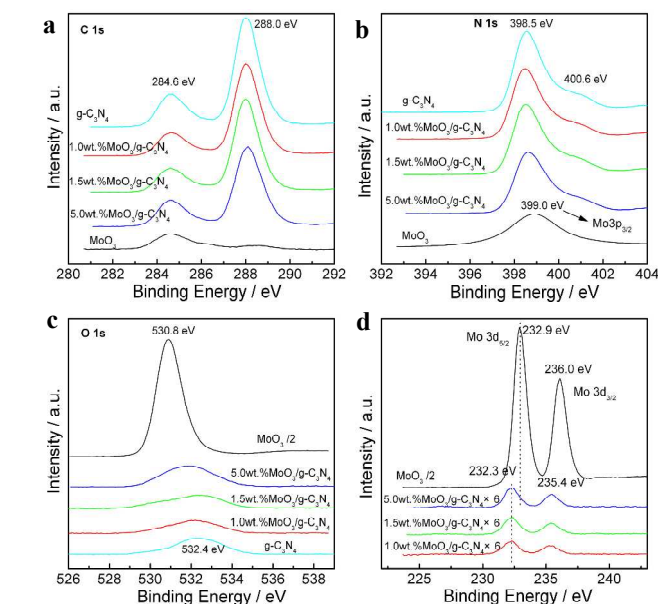 a
C 1s
288.0 eV
284.6 eV
g-C₃N₄
1.0wt.%MoO₃/g-C₃N₄
1.5wt.%MoO₃/g-C₃N₄
5.0wt.%MoO₃/g-C₃N₄
MoO₃
Intensity / a.u.
280 282 284 286 288 290 292
Binding Energy / eV
b
N 1s
398.5 eV
400.6 eV
g C₃N₄
1.0wt.%MoO₃/g-C₃N₄
1.5wt.%MoO₃/g-C₃N₄
5.0wt.%MoO₃/g-C₃N₄
399.0 eV
Mo3p₃/₂
MoO₃
Intensity / a.u.
392 394 396 398 400 402 404
Binding Energy / eV
c
O 1s
530.8 eV
MoO₃ /2
5.0wt.%MoO₃/g-C₃N₄
1.5wt.%MoO₃/g-C₃N₄
1.0wt.%MoO₃/g-C₃N₄
532.4 eV
g-C₃N₄
Intensity / a.u.
526 528 530 532 534 536 538
Binding Energy / eV
d
Mo 3d₅/₂
232.9 eV
236.0 eV
Mo 3d₃/₂
MoO₃ /2
232.3 eV
235.4 eV
5.0wt.%MoO₃/g-C₃N₄× 6
1.5wt.%MoO₃/g-C₃N₄× 6
1.0wt.%MoO₃/g-C₃N₄× 6
Intensity / a.u.
225 230 235 240
Binding Energy / eV